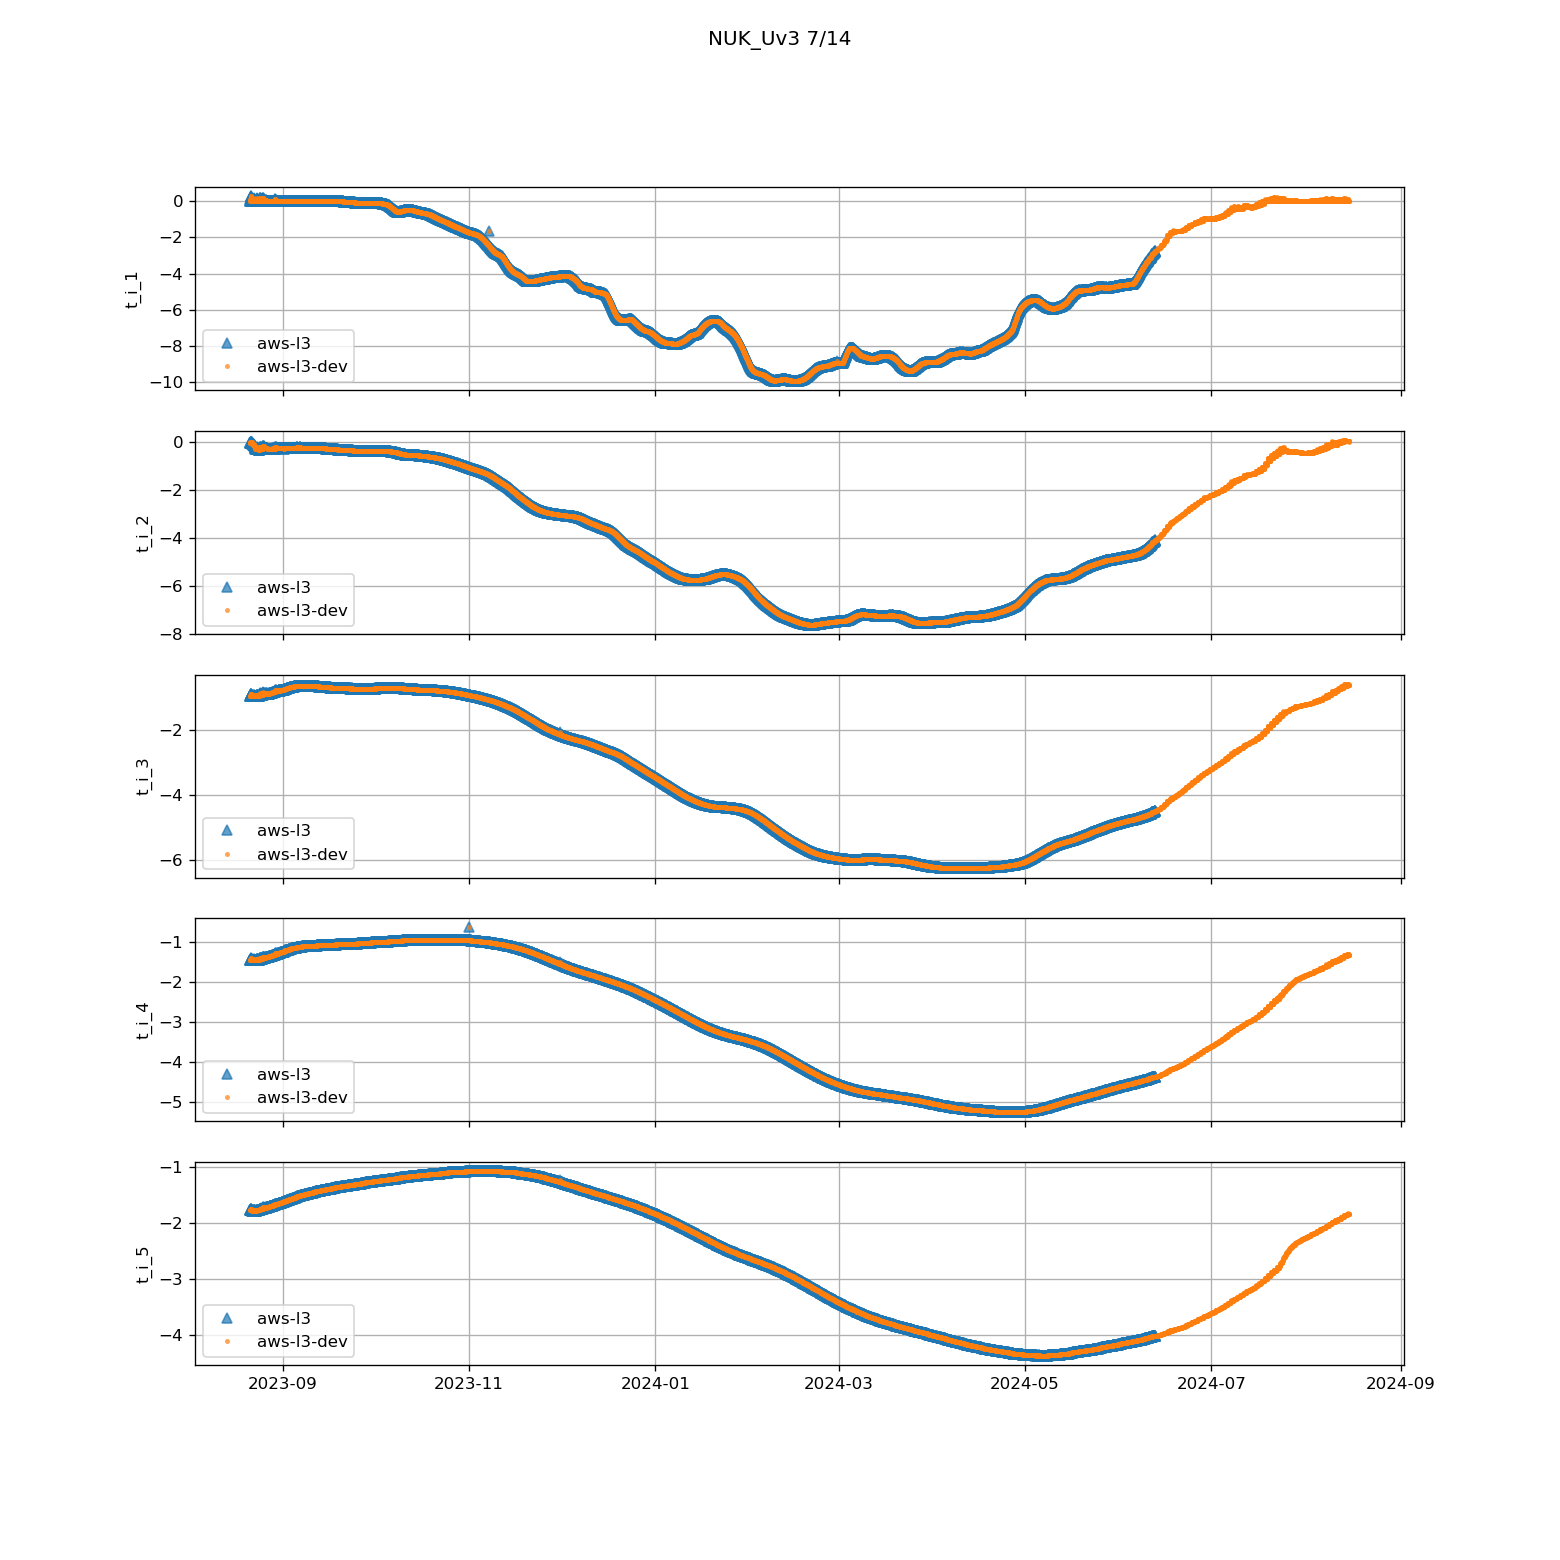 NUK_Uv3 7/14
0
−2
−4
−6
−8
−10
t_i_1
aws-l3
aws-l3-dev
0
−2
−4
−6
−8
t_i_2
aws-l3
aws-l3-dev
−2
−4
−6
t_i_3
aws-l3
aws-l3-dev
−1
−2
−3
−4
−5
t_i_4
aws-l3
aws-l3-dev
−1
−2
−3
−4
t_i_5
aws-l3
aws-l3-dev
2023-09 2023-11 2024-01 2024-03 2024-05 2024-07 2024-09